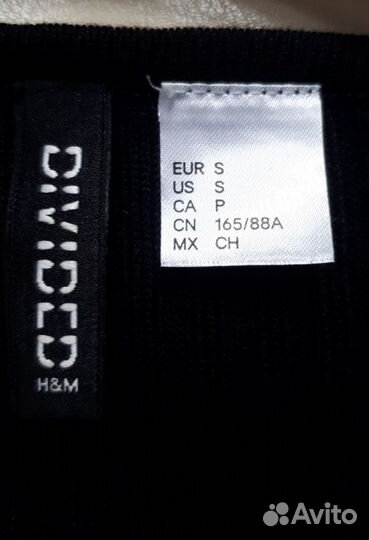 DIVIDED
H&M
EUR S
US S
CA P
CN 165/88A
MX CH
Avito